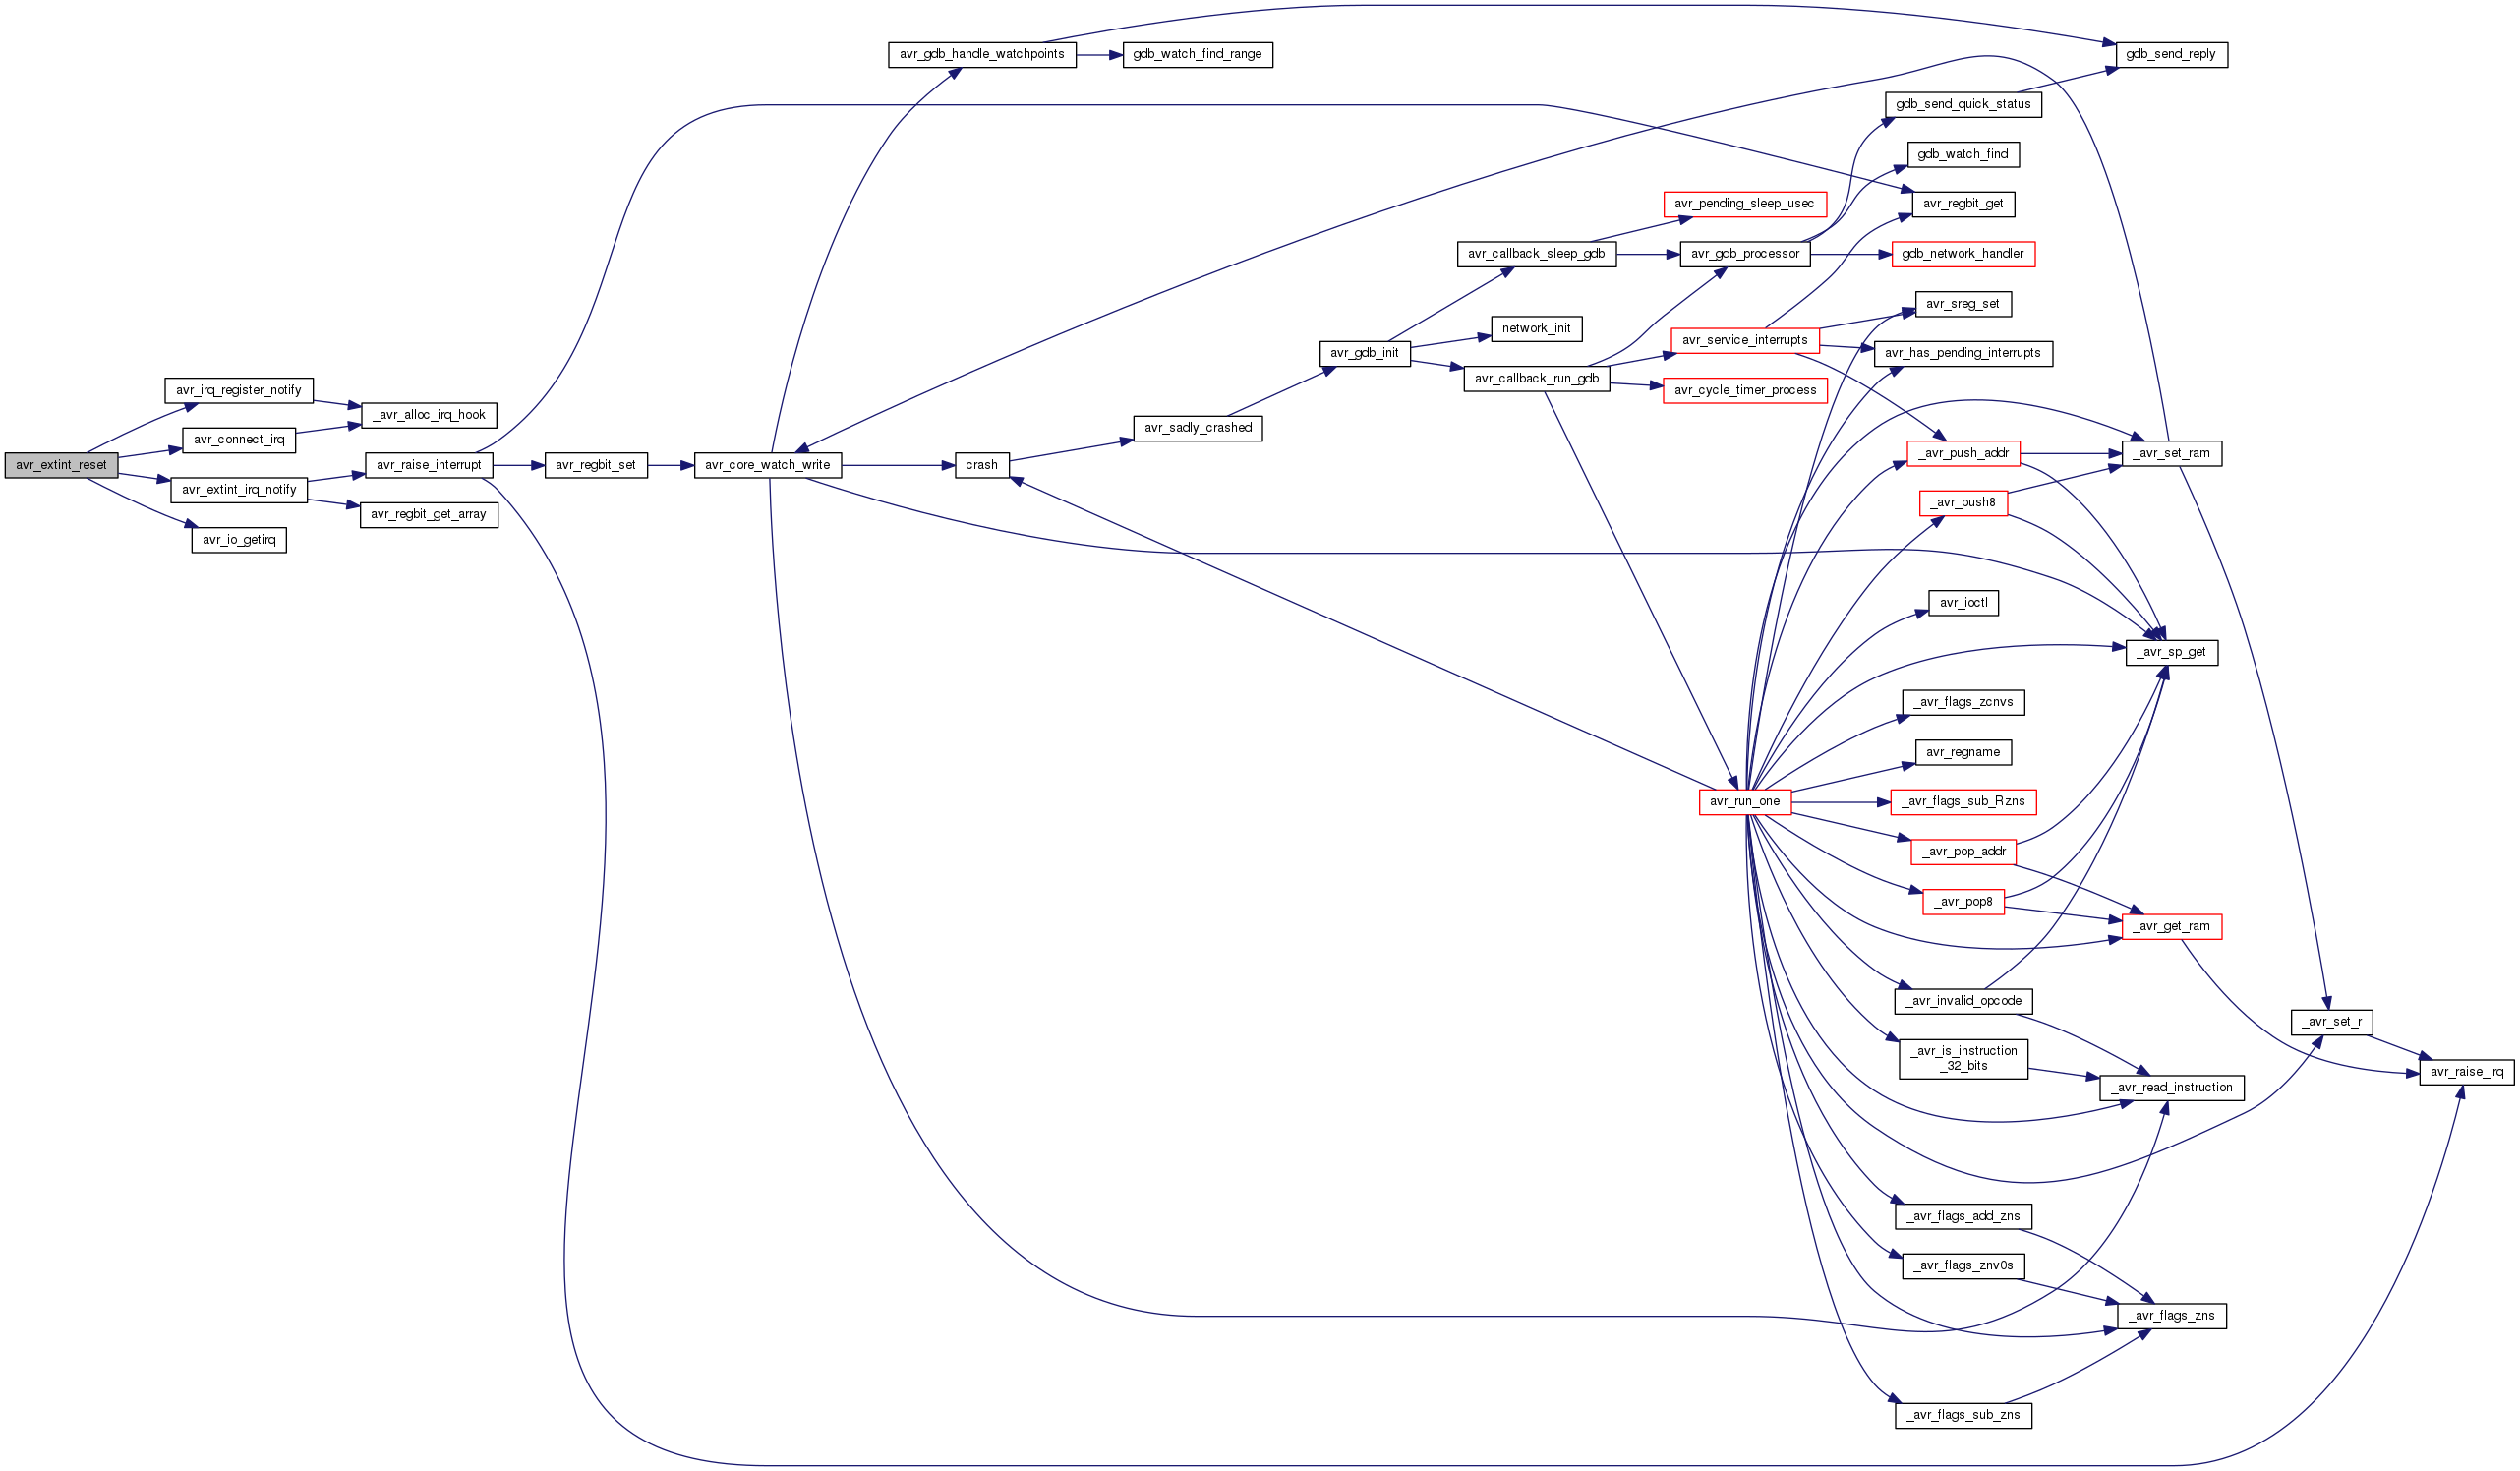 avr_extint_reset
avr_irq_register_notify
avr_connect_irq
avr_extint_irq_notify
avr_io_getirq
_avr_alloc_irq_hook
avr_raise_interrupt
avr_regbit_get_array
avr_regbit_set
avr_core_watch_write
avr_gdb_handle_watchpoints
crash
gdb_watch_find_range
avr_sadly_crashed
avr_gdb_init
avr_callback_sleep_gdb
network_init
avr_callback_run_gdb
avr_pending_sleep_usec
avr_gdb_processor
avr_service_interrupts
avr_cycle_timer_process
avr_run_one
gdb_send_quick_status
gdb_watch_find
avr_regbit_get
gdb_network_handler
avr_sreg_set
avr_has_pending_interrupts
_avr_push_addr
_avr_push8
avr_ioctl
_avr_flags_zcnvs
avr_regname
_avr_flags_sub_Rzns
_avr_pop_addr
_avr_pop8
_avr_invalid_opcode
_avr_is_instruction
_32_bits
_avr_flags_add_zns
_avr_flags_znv0s
_avr_flags_sub_zns
gdb_send_reply
_avr_set_ram
_avr_sp_get
_avr_get_ram
_avr_read_instruction
_avr_flags_zns
_avr_set_r
avr_raise_irq